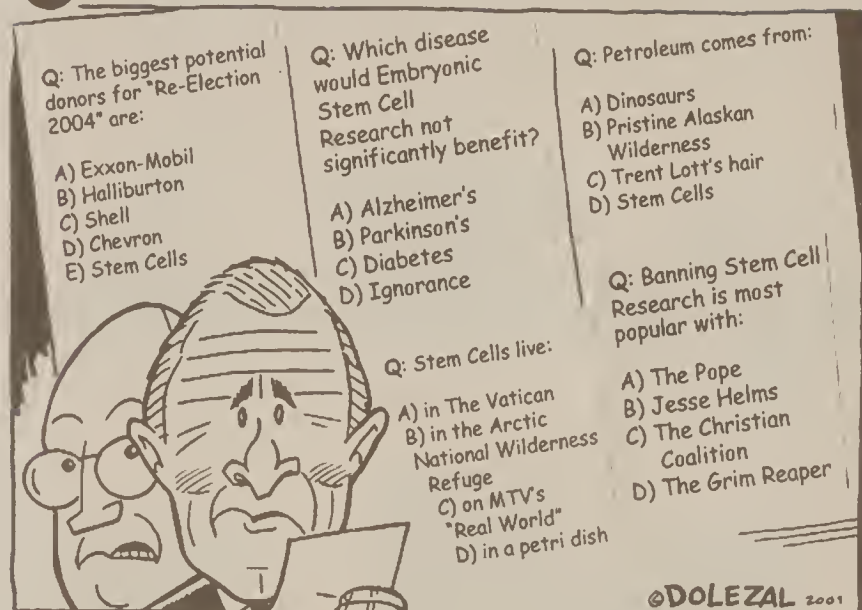 Q: The biggest potential
donors for "Re-Election
2004" are:
A) Exxon-Mobil
B) Halliburton
C) Shell
D) Chevron
E) Stem Cells
Q: Which disease
would Embryonic
Stem Cell
Research not
significantly benefit?
A) Alzheimer's
B) Parkinson's
C) Diabetes
D) Ignorance
Q: Stem Cells live:
A) in The Vatican
B) in the Arctic
National Wilderness
Refuge
C) on MTV's
"Real World"
D) in a petri dish
Q: Petroleum comes from:
A) Dinosaurs
B) Pristine Alaskan
Wilderness
C) Trent Lott's hair
D) Stem Cells
Q: Banning Stem Cell
Research is most
popular with:
A) The Pope
B) Jesse Helms
C) The Christian
Coalition
D) The Grim Reaper
©DOLEZAL 2001